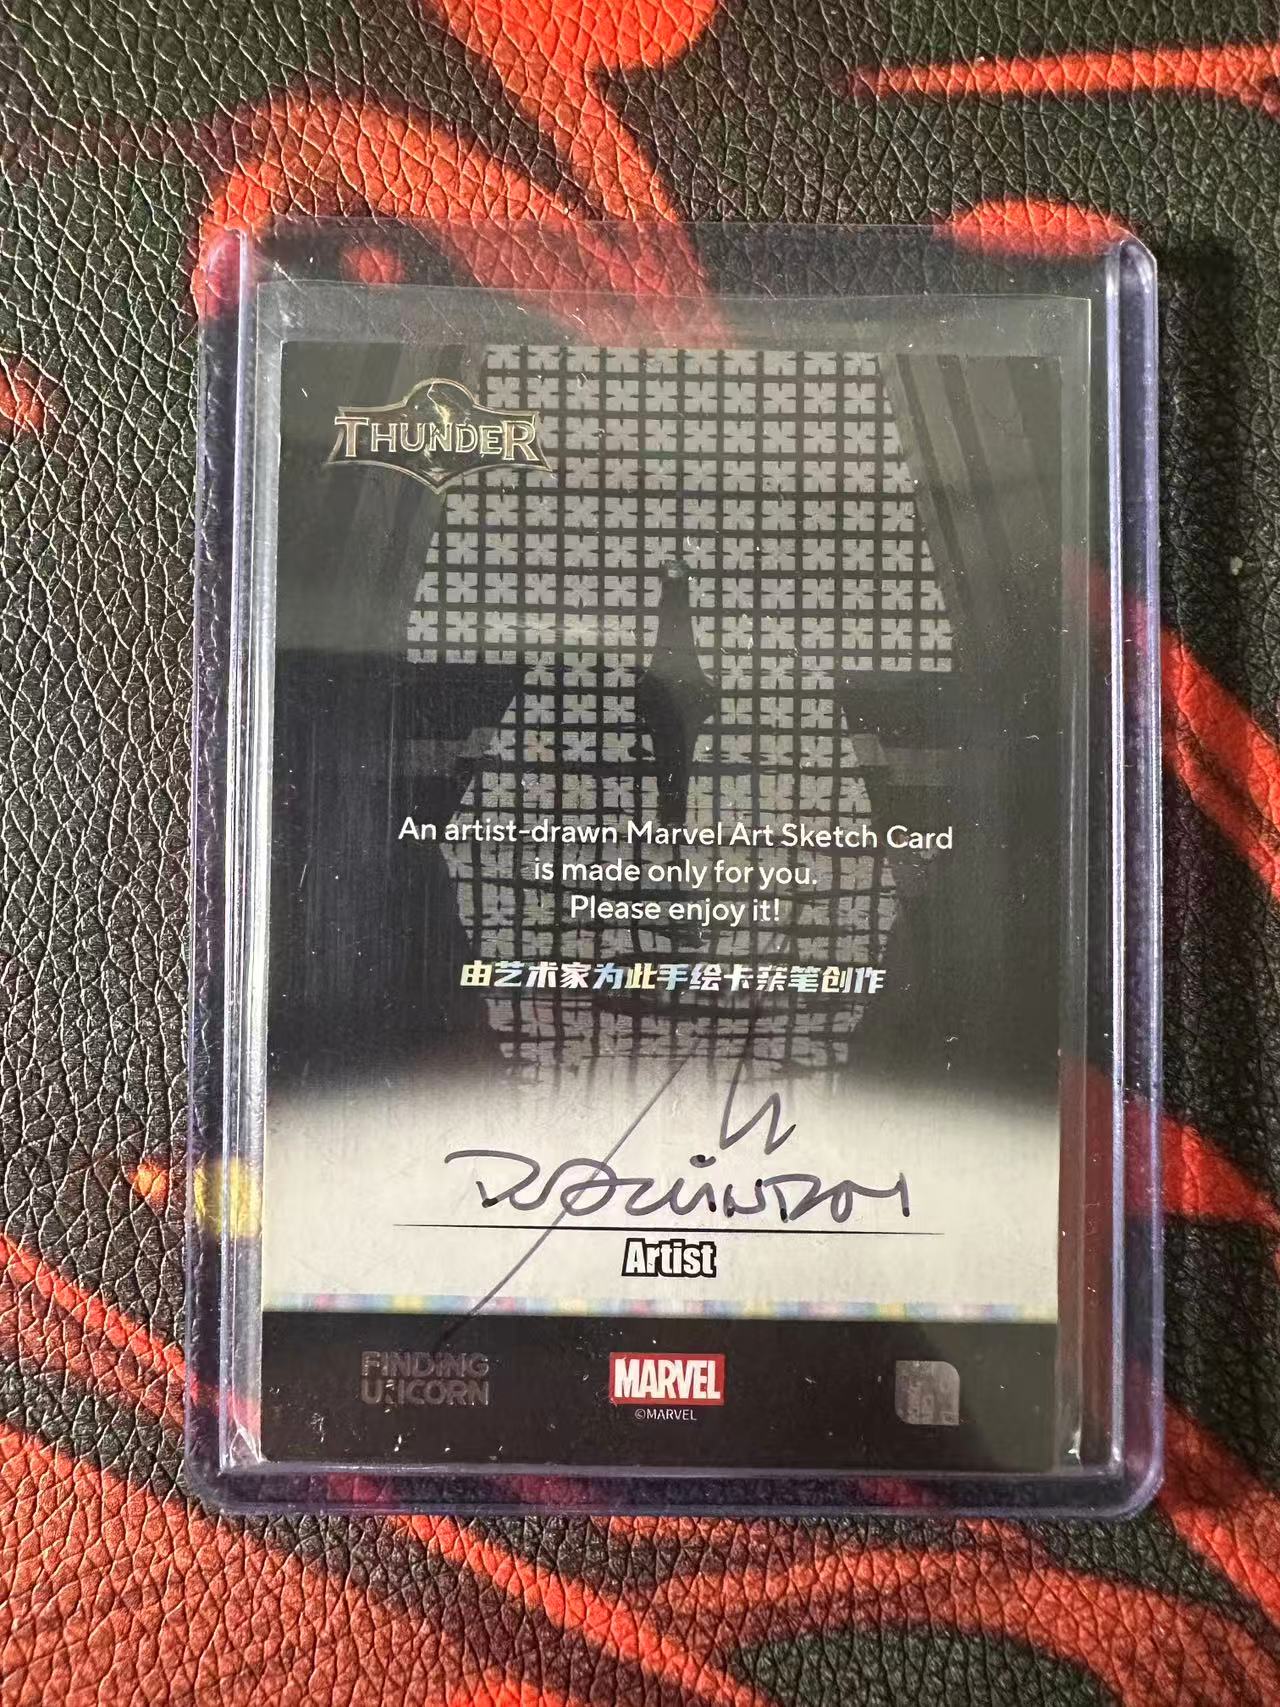 THUNDER
An artist-drawn Marvel Art Sketch Card
is made only for you.
Please enjoy it!
由艺术家为此手绘卡亲笔创作
Artist
FINDING
UNICORN
MARVEL
©MARVEL